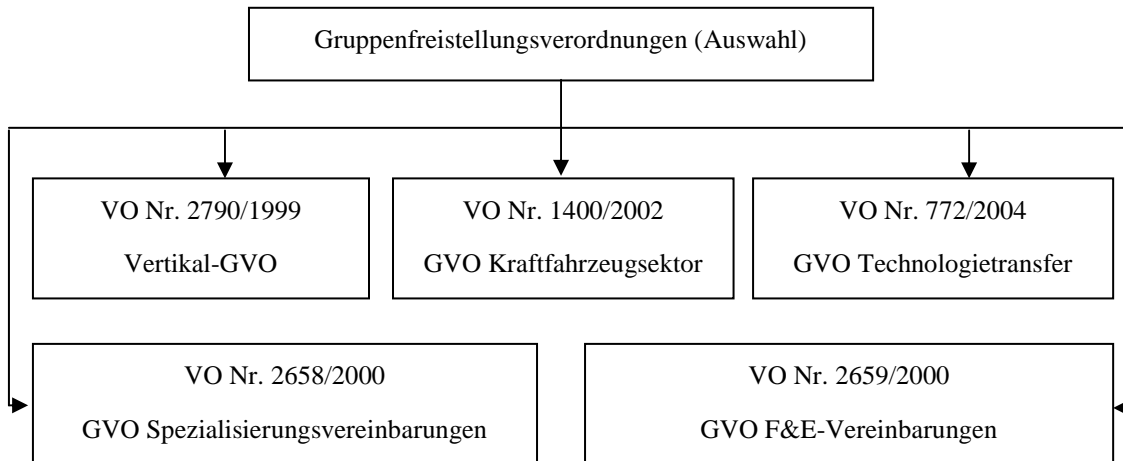 Gruppenfreistellungsverordnungen (Auswahl)
VO Nr. 2790/1999
Vertikal-GVO
VO Nr. 1400/2002
GVO Kraftfahrzeugsektor
VO Nr. 772/2004
GVO Technologietransfer
VO Nr. 2658/2000
GVO Spezialisierungsvereinbarungen
VO Nr. 2659/2000
GVO F&E-Vereinbarungen